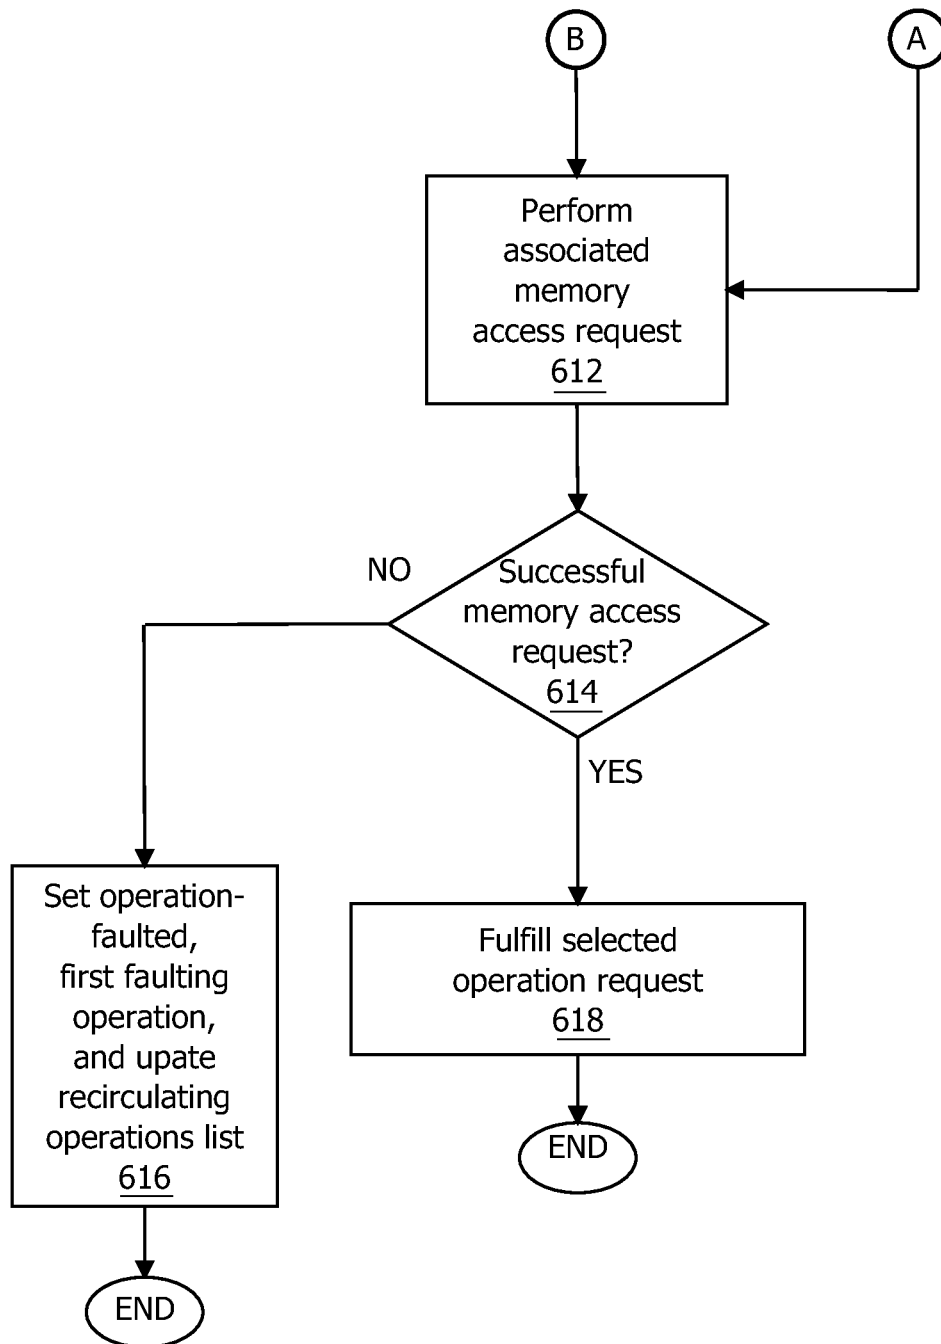 B
A
Perform
associated
memory
access request
612
NO
Successful
memory access
request?
614
YES
Set operation-
faulted,
first faulting
operation,
and upate
recirculating
operations list
616
Fulfill selected
operation request
618
END
END